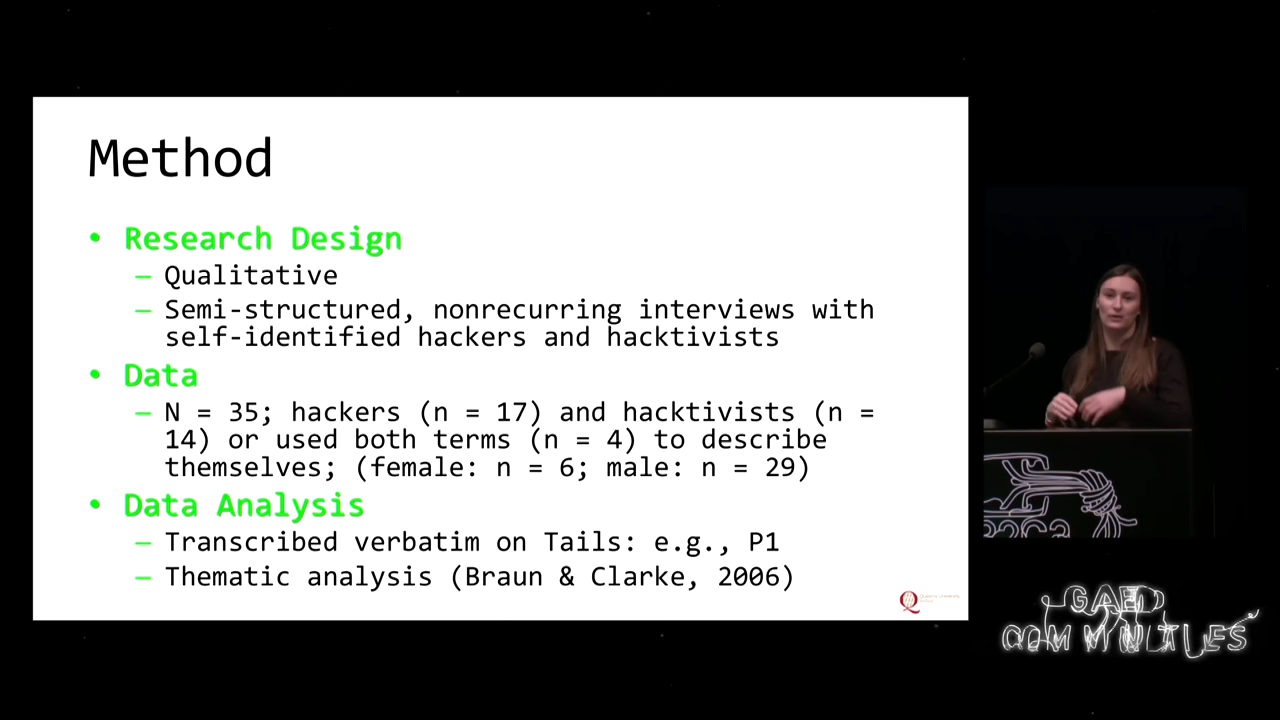 Method
• Research Design
– Qualitative
– Semi-structured, nonrecurring interviews with
self-identified hackers and hacktivists
• Data
– N = 35; hackers (n = 17) and hacktivists (n =
14) or used both terms (n = 4) to describe
themselves; (female: n = 6; male: n = 29)
• Data Analysis
– Transcribed verbatim on Tails: e.g., P1
– Thematic analysis (Braun & Clarke, 2006)
Q